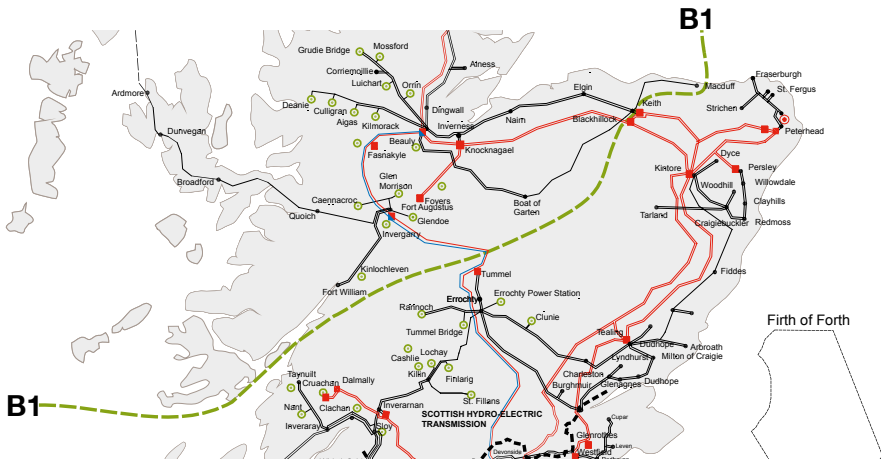 B1
Grudie Bridge
Mossford
Corriemoillie
Alness
Luichart
Orrin
Ardmore
Deanie
Culligran
Aigas
Kilmorack
Dingwall
Inverness
Nairn
Elgin
Keith
Blackhillock
Macduff
Fraserburgh
St. Fergus
Strichen
Peterhead
Dunvegan
Beauly
Knocknagael
Fasnakyle
Dyce
Persley
Kintore
Willowdale
Woodhill
Clayhills
Broadford
Glen
Morrison
Foyers
Caennacroc
Fort Augustus
Glendoe
Boat of
Garten
Tarland
Craigiebuckler
Redmoss
Quoich
Invergarry
Kinlochleven
Fort William
Tummel
Fiddes
Errochty
Errochty Power Station
Rannoch
Clunie
Tummel Bridge
Firth of Forth
Tealing
Dudhope
Arbroath
Lyndhurst
Milton of Craigie
Cashlie
Lochay
Killin
Finlarig
Charleston
Glenagnes
Dudhope
Burghmuir
Taynuilt
Cruachan
Dalmally
St. Fillans
B1
Nant
Clachan
Inverarnan
SCOTTISH HYDRO-ELECTRIC
TRANSMISSION
Inveraray
Sloy
Cupar
Glenrothes
Leven
Devonside
Westfield